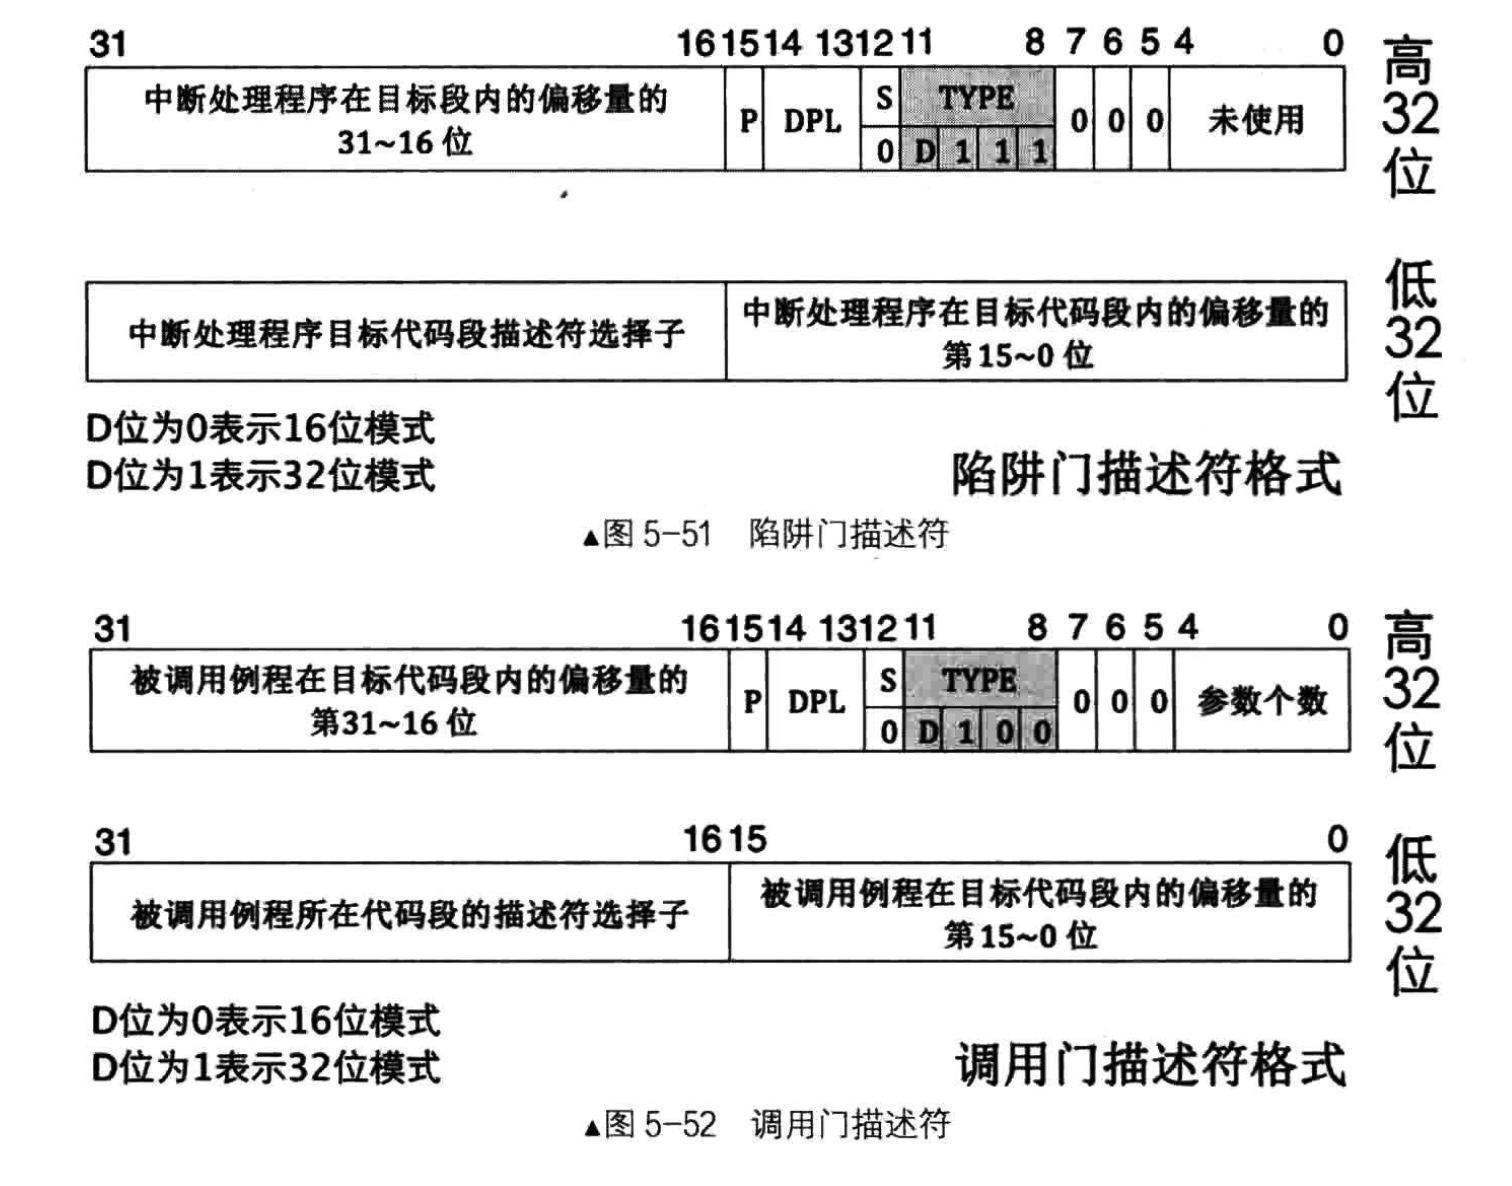 31 16 15 14 13 12 11 8 7 6 5 4 0
中断处理程序在目标段内的偏移量的
31~16 位
P DPL S TYPE 0 0 0 未使用
0 D 1 1 1
高32位
中断处理程序目标代码段描述符选择子
中断处理程序在目标代码段内的偏移量的
第15~0 位
低32位
D位为0表示16位模式
D位为1表示32位模式
陷阱门描述符格式
▲图 5-51 陷阱门描述符
31 16 15 14 13 12 11 8 7 6 5 4 0
被调用例程在目标代码段内的偏移量的
第31~16 位
P DPL S TYPE 0 0 0 参数个数
0 D 1 0 0
高32位
31 16 15 0
被调用例程所在代码段的描述符选择子
被调用例程在目标代码段内的偏移量的
第15~0 位
低32位
D位为0表示16位模式
D位为1表示32位模式
调用门描述符格式
▲图 5-52 调用门描述符